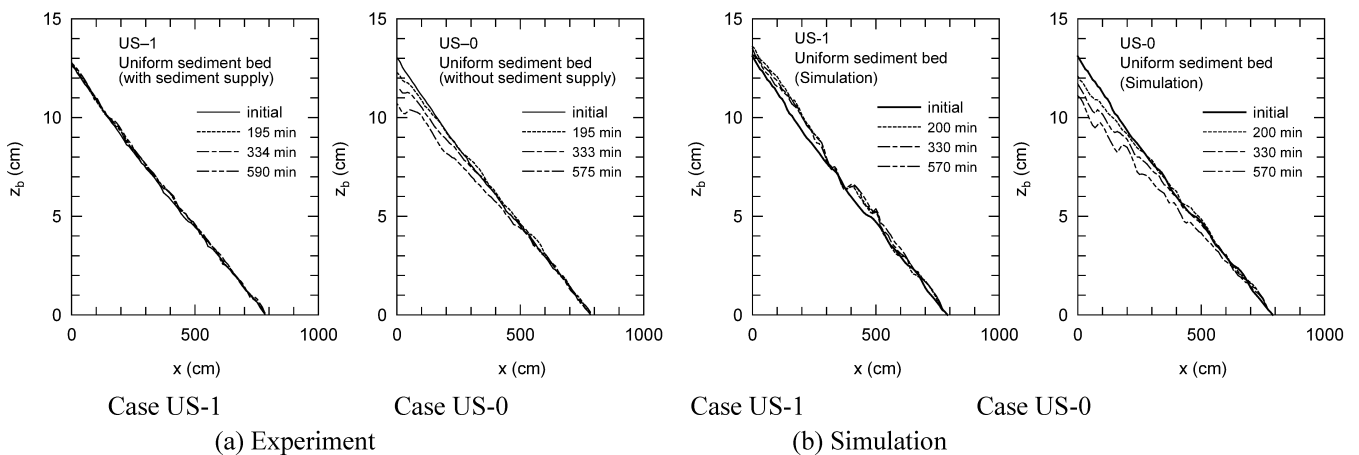 15
10
5
0
z_b (cm)
US–1
Uniform sediment bed
(with sediment supply)
initial
195 min
334 min
590 min
0 500 1000
x (cm)
15
10
5
0
z_b (cm)
US–0
Uniform sediment bed
(without sediment supply)
initial
195 min
333 min
575 min
0 500 1000
x (cm)
15
10
5
0
z_b (cm)
US-1
Uniform sediment bed
(Simulation)
initial
200 min
330 min
570 min
0 500 1000
x (cm)
15
10
5
0
z_b (cm)
US-0
Uniform sediment bed
(Simulation)
initial
200 min
330 min
570 min
0 500 1000
x (cm)
Case US-1 Case US-0 Case US-1 Case US-0
(a) Experiment (b) Simulation